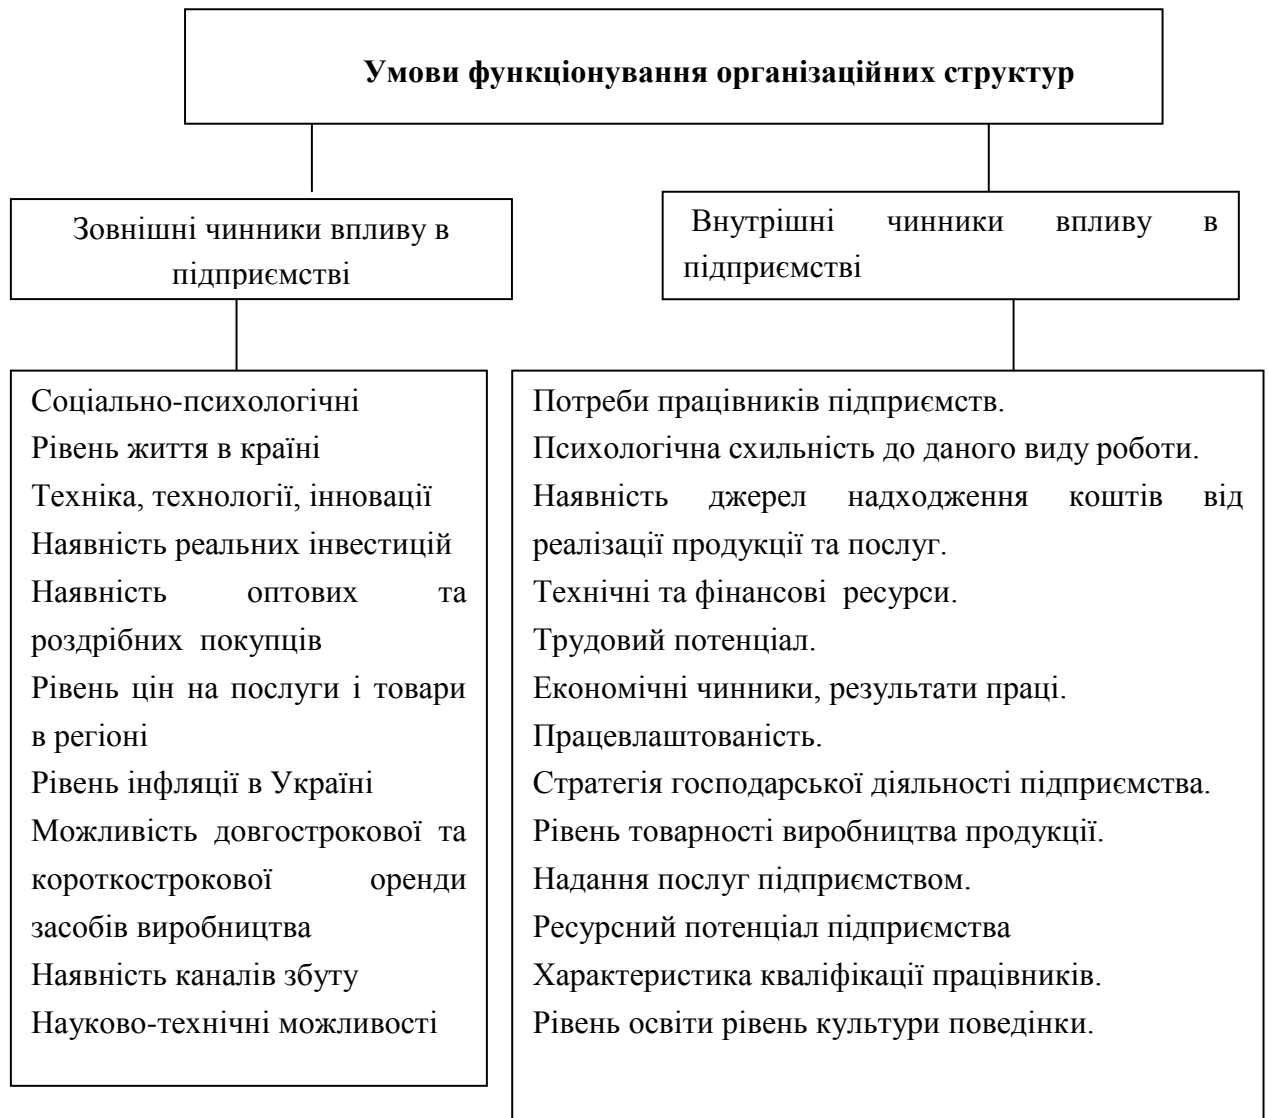 Умови функціонування організаційних структур
Зовнішні чинники впливу в
підприємстві
Внутрішні чинники впливу в
підприємстві
Соціально-психологічні
Рівень життя в країні
Техніка, технології, інновації
Наявність реальних інвестицій
Наявність оптових та
роздрібних покупців
Рівень цін на послуги і товари
в регіоні
Рівень інфляції в Україні
Можливість довгострокової та
короткострокової оренди
засобів виробництва
Наявність каналів збуту
Науково-технічні можливості
Потреби працівників підприємств.
Психологічна схильність до даного виду роботи.
Наявність джерел надходження коштів від
реалізації продукції та послуг.
Технічні та фінансові ресурси.
Трудовий потенціал.
Економічні чинники, результати праці.
Працевлаштованість.
Стратегія господарської діяльності підприємства.
Рівень товарності виробництва продукції.
Надання послуг підприємством.
Ресурсний потенціал підприємства
Характеристика кваліфікації працівників.
Рівень освіти рівень культури поведінки.